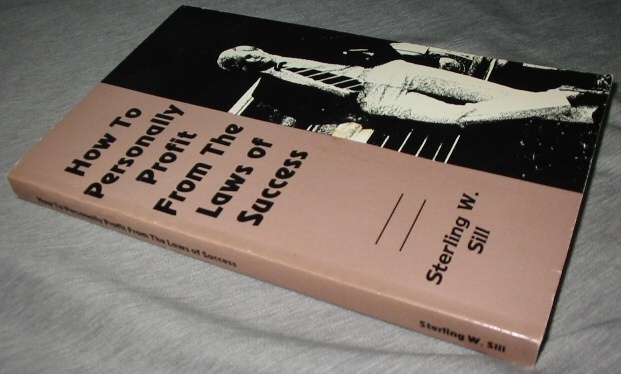 How To
Personally
Profit
From The
Laws of
Success
Sterling W.
Sill
How To Personally Profit From The Laws of Success
Sterling W. Sill